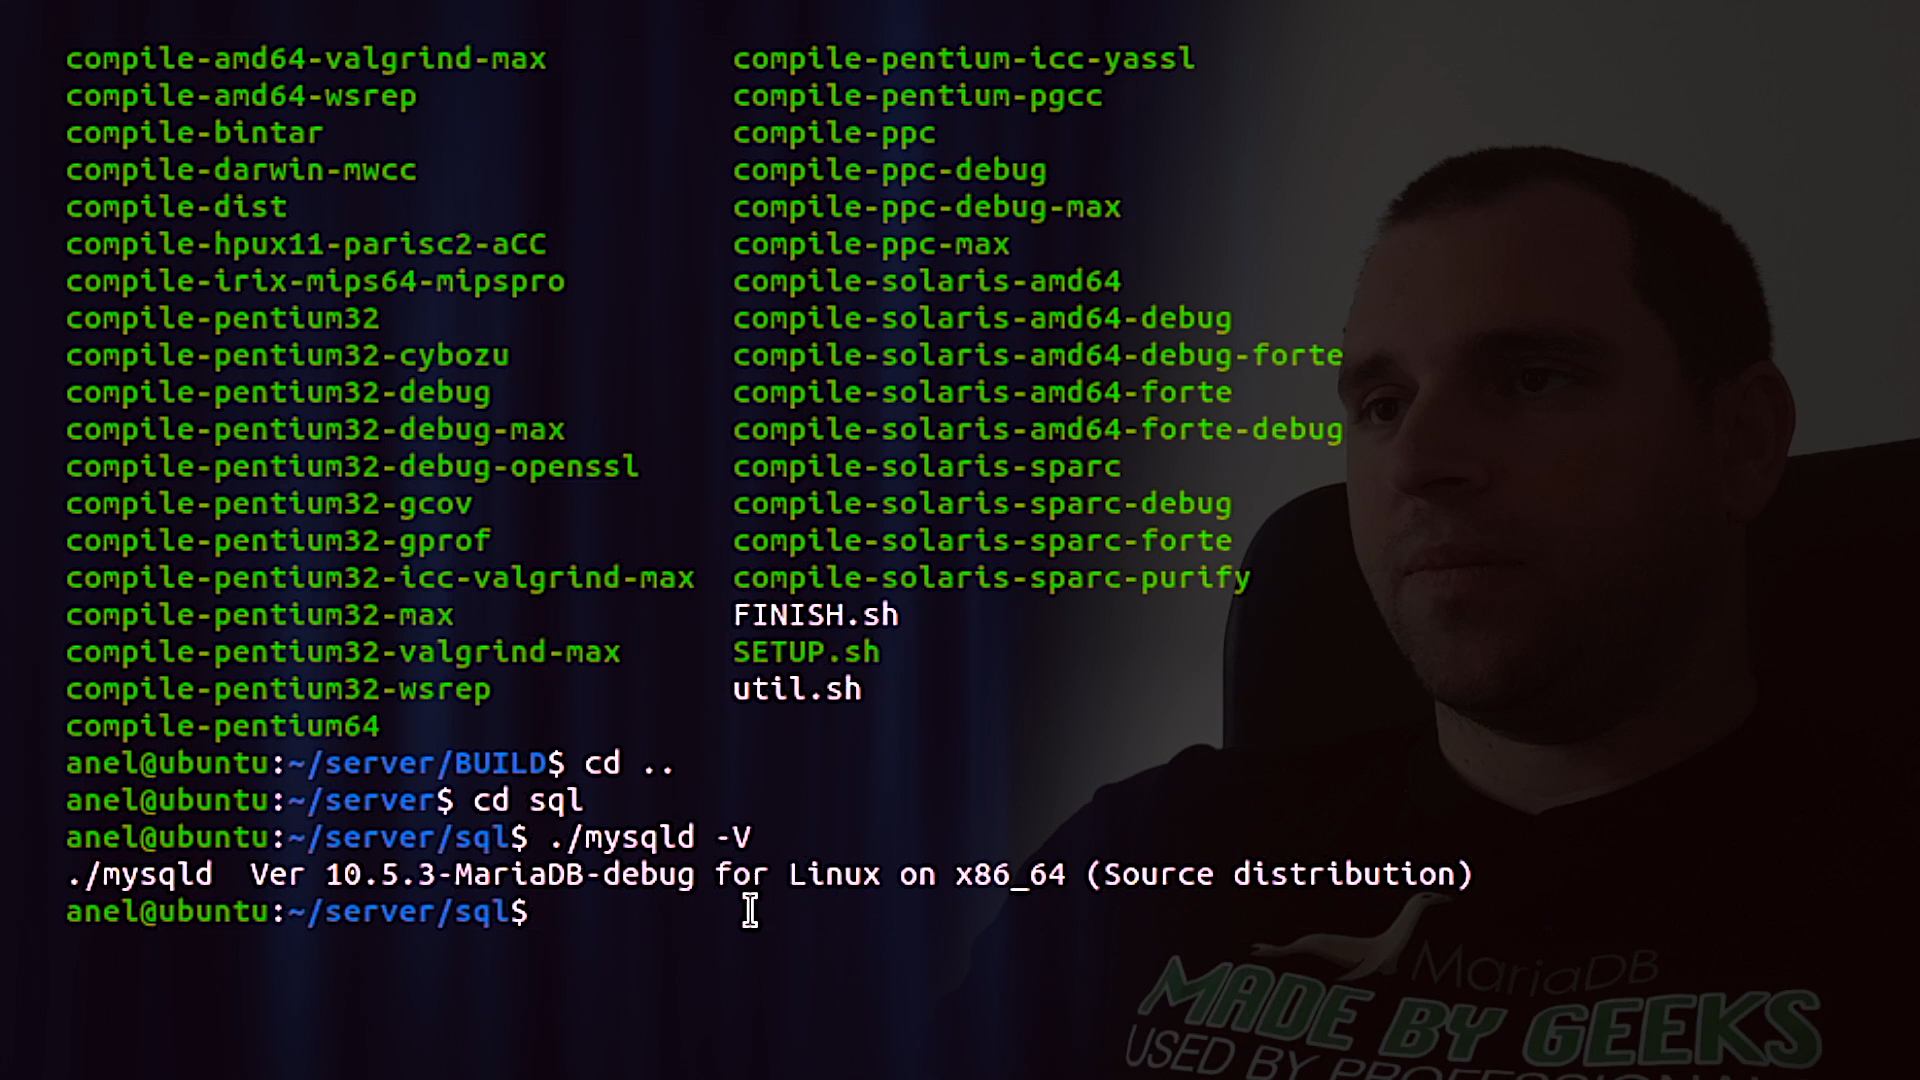 compile-amd64-valgrind-max compile-pentium-icc-yassl
compile-amd64-wsrep compile-pentium-pgcc
compile-bintar compile-ppc
compile-darwin-mwcc compile-ppc-debug
compile-dist compile-ppc-debug-max
compile-hpux11-parisc2-aCC compile-ppc-max
compile-irix-mips64-mipspro compile-solaris-amd64
compile-pentium32 compile-solaris-amd64-debug
compile-pentium32-cybozu compile-solaris-amd64-debug-forte
compile-pentium32-debug compile-solaris-amd64-forte
compile-pentium32-debug-max compile-solaris-amd64-forte-debug
compile-pentium32-debug-openssl compile-solaris-sparc
compile-pentium32-gcov compile-solaris-sparc-debug
compile-pentium32-gprof compile-solaris-sparc-forte
compile-pentium32-icc-valgrind-max compile-solaris-sparc-purify
compile-pentium32-max FINISH.sh
compile-pentium32-valgrind-max SETUP.sh
compile-pentium32-wsrep util.sh
compile-pentium64
anel@ubuntu:~/server/BUILD$ cd ..
anel@ubuntu:~/server$ cd sql
anel@ubuntu:~/server/sql$ ./mysqld -V
./mysqld  Ver 10.5.3-MariaDB-debug for Linux on x86_64 (Source distribution)
anel@ubuntu:~/server/sql$
MariaDB
MADE BY GEEKS
USED BY